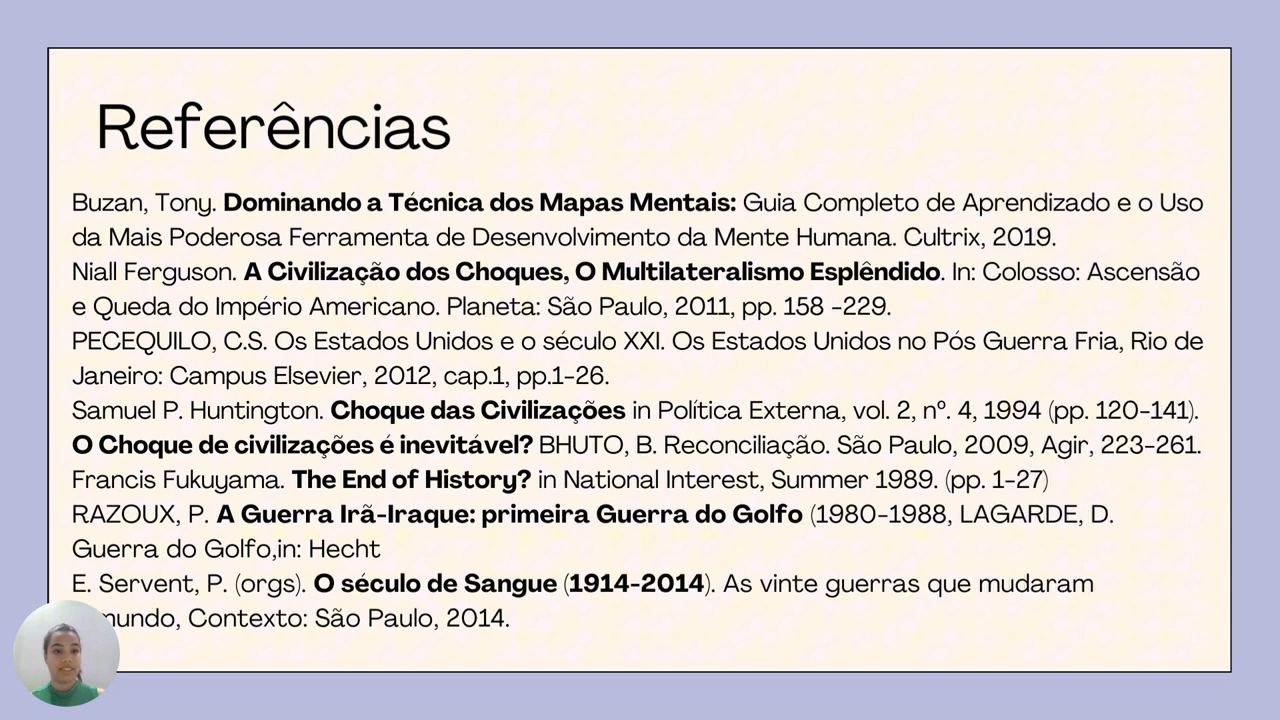 Referências
Buzan, Tony. Dominando a Técnica dos Mapas Mentais: Guia Completo de Aprendizado e o Uso
da Mais Poderosa Ferramenta de Desenvolvimento da Mente Humana. Cultrix, 2019.
Niall Ferguson. A Civilização dos Choques, O Multilateralismo Esplêndido. In: Colosso: Ascensão
e Queda do Império Americano. Planeta: São Paulo, 2011, pp. 158 -229.
PECEQUILO, C.S. Os Estados Unidos e o século XXI. Os Estados Unidos no Pós Guerra Fria, Rio de
Janeiro: Campus Elsevier, 2012, cap.1, pp.1-26.
Samuel P. Huntington. Choque das Civilizações in Política Externa, vol. 2, nº. 4, 1994 (pp. 120-141).
O Choque de civilizações é inevitável? BHUTO, B. Reconciliação. São Paulo, 2009, Agir, 223-261.
Francis Fukuyama. The End of History? in National Interest, Summer 1989. (pp. 1-27)
RAZOUX, P. A Guerra Irã-Iraque: primeira Guerra do Golfo (1980-1988, LAGARDE, D.
Guerra do Golfo,in: Hecht
E. Servent, P. (orgs). O século de Sangue (1914-2014). As vinte guerras que mudaram
mundo, Contexto: São Paulo, 2014.